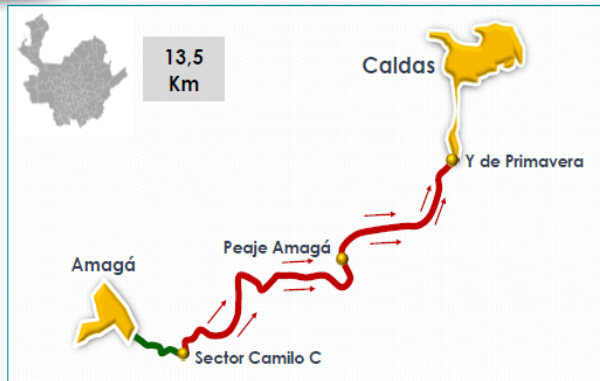 13,5
Km
Caldas
Y de Primavera
Peaje Amagá
Amagá
Sector Camilo C